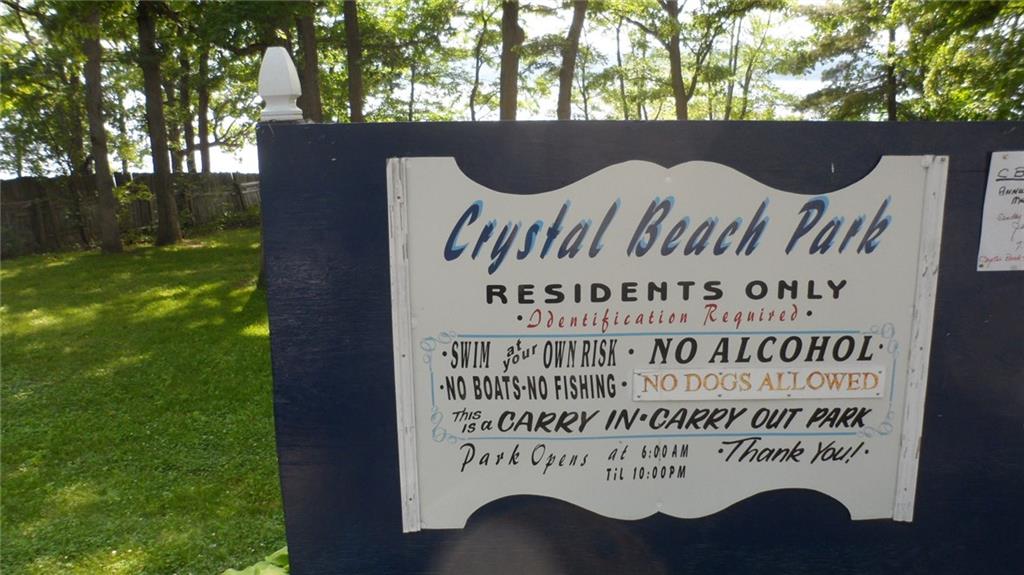 Crystal Beach Park
RESIDENTS ONLY
•Identification Required•
•SWIM at your OWN RISK • NO ALCOHOL•
•NO BOATS-NO FISHING• NO DOGS ALLOWED
This is a CARRY IN•CARRY OUT PARK
Park Opens at 6:00AM •Thank You!•
Til 10:00PM